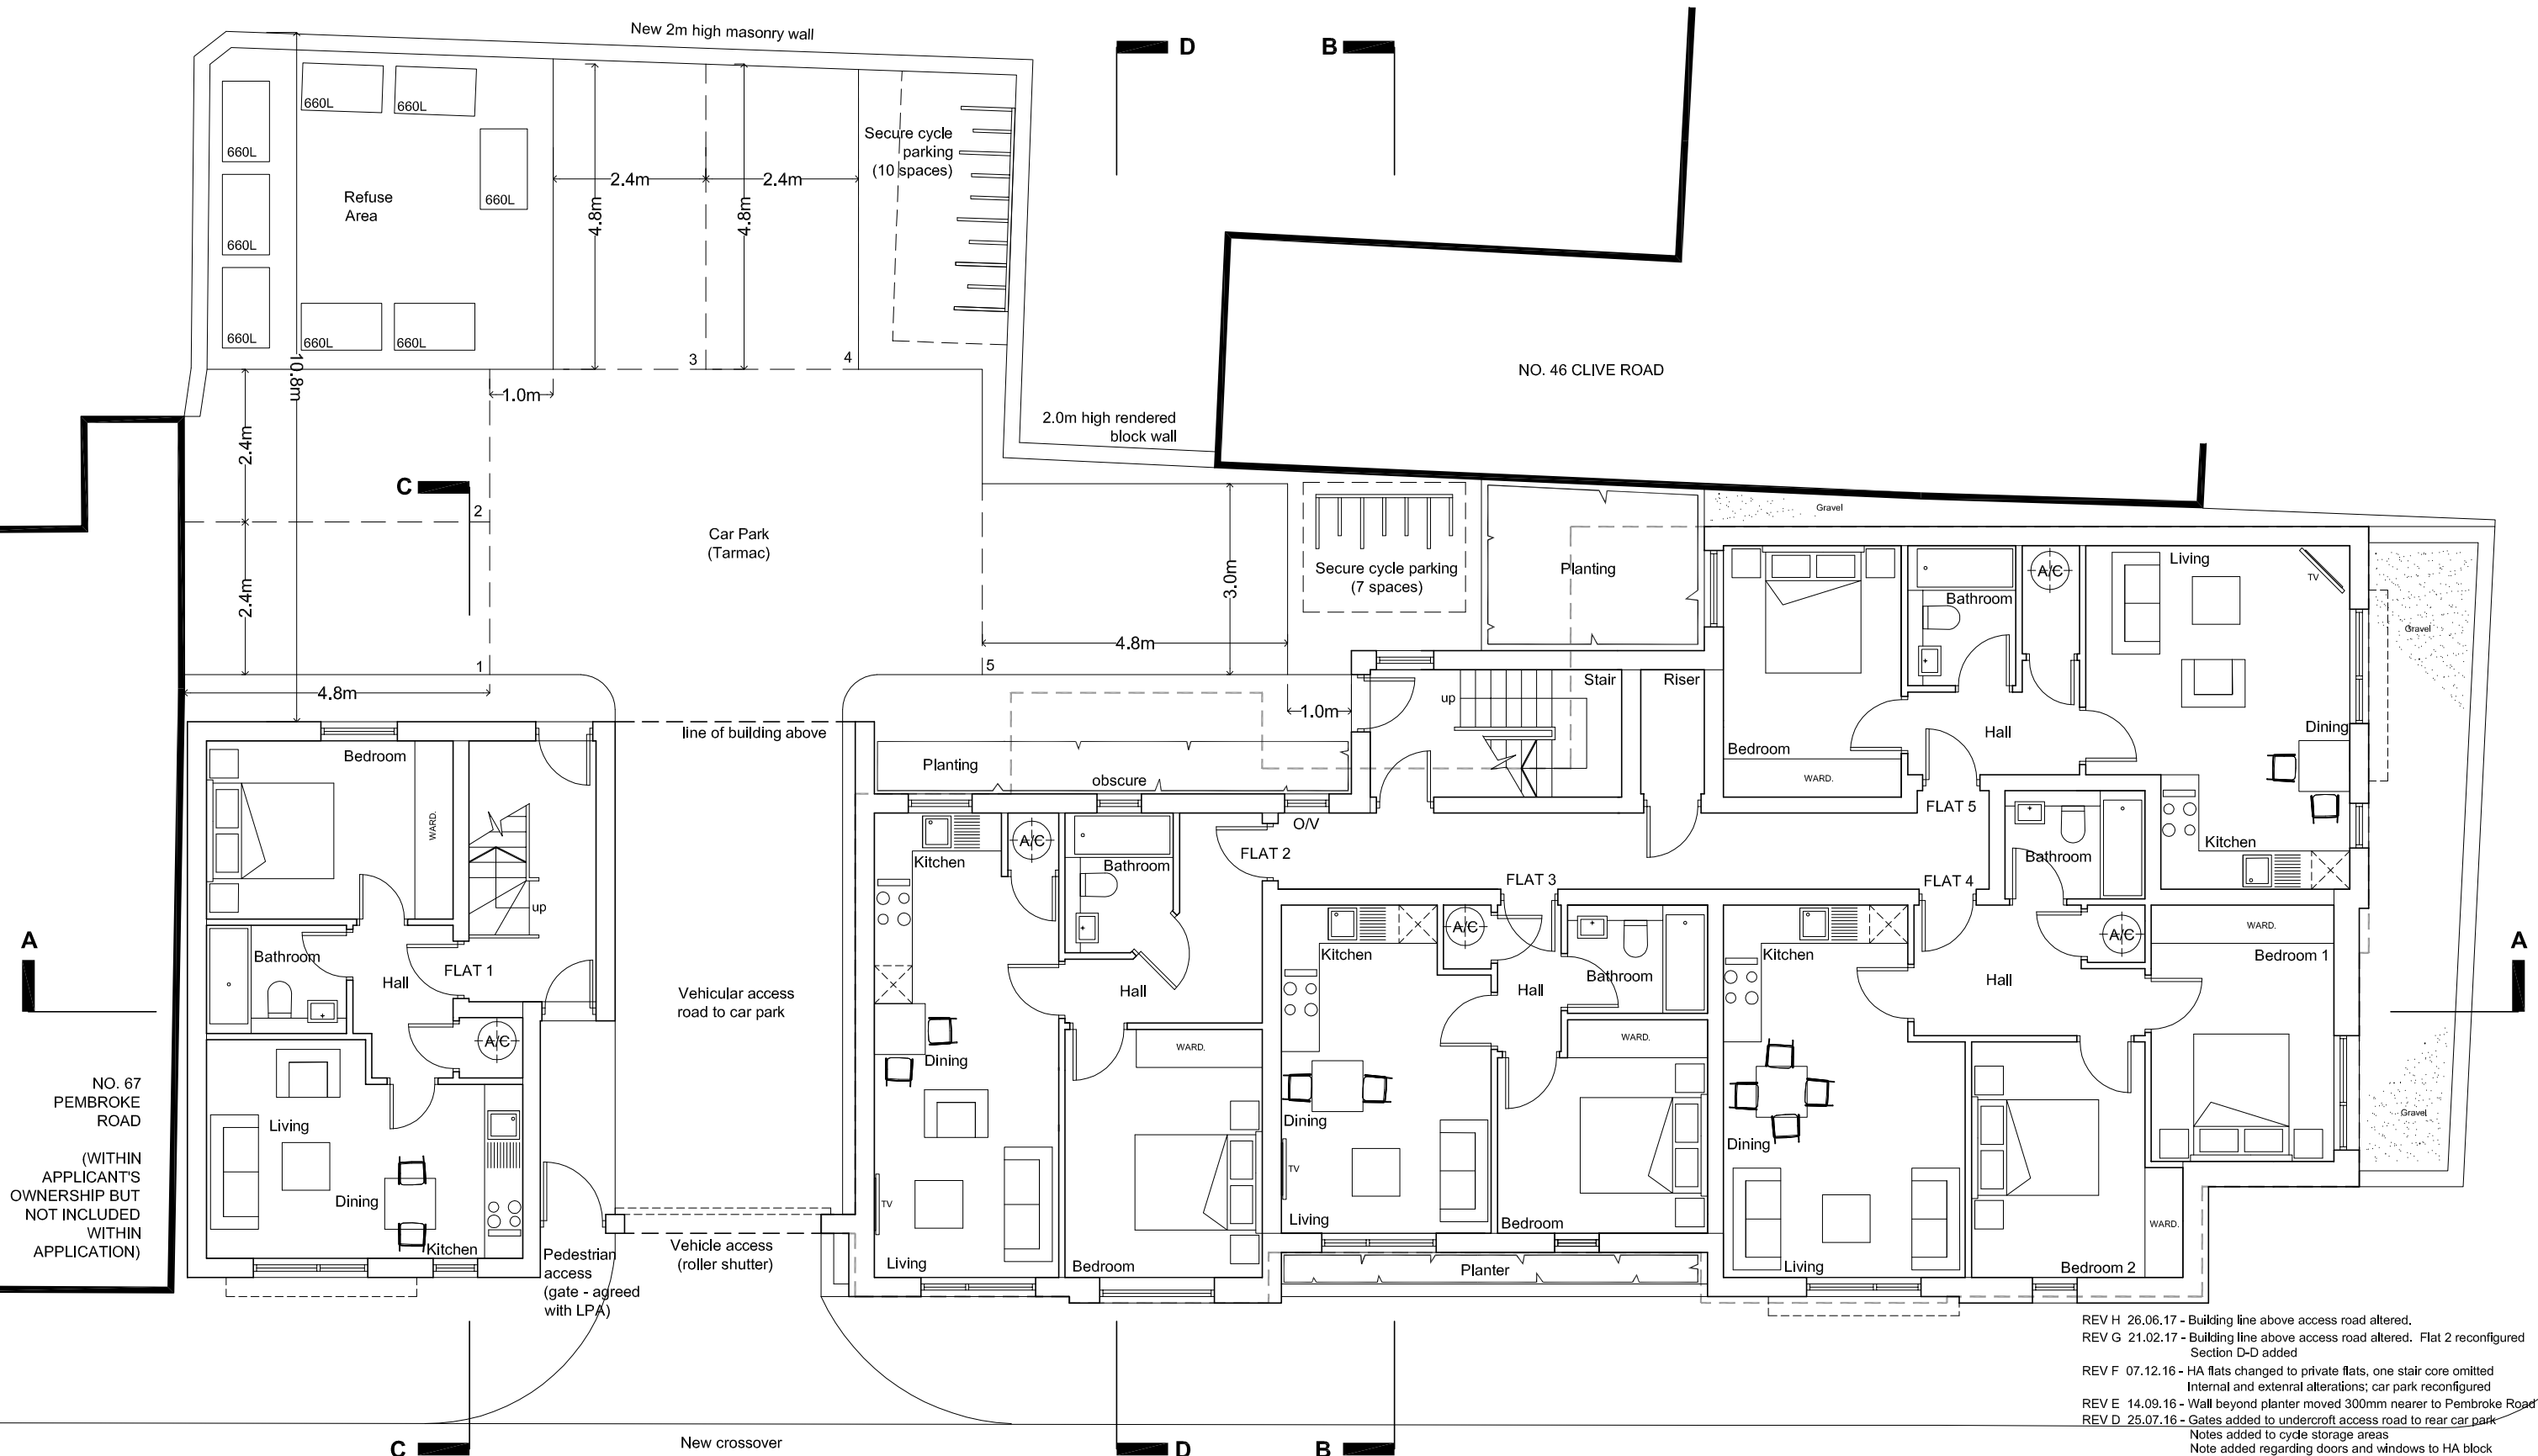 New 2m high masonry wall
D
B
660L
660L
660L
660L
660L
660L
660L
660L
Refuse
Area
2.4m
2.4m
4.8m
4.8m
Secure cycle
parking
(10 spaces)
3
4
10.8m
1.0m
NO. 46 CLIVE ROAD
2.0m high rendered
block wall
2.4m
C
2
Car Park
(Tarmac)
2.4m
1
4.8m
3.0m
4.8m
5
1.0m
Secure cycle parking
(7 spaces)
Planting
Gravel
Gravel
Gravel
line of building above
Planting
obscure
O/V
Stair
up
Riser
Bedroom
WARD.
Bathroom
A/C
Hall
Living
TV
Dining
Kitchen
FLAT 5
Bedroom
WARD.
up
Bathroom
Hall
FLAT 1
A/C
Living
Dining
Kitchen
A
NO. 67
PEMBROKE
ROAD
(WITHIN
APPLICANT'S
OWNERSHIP BUT
NOT INCLUDED
WITHIN
APPLICATION)
Vehicular access
road to car park
Pedestrian
access
(gate - agreed
with LPA)
Vehicle access
(roller shutter)
Kitchen
A/C
Bathroom
FLAT 2
Hall
Dining
WARD.
TV
Living
Bedroom
FLAT 3
Kitchen
A/C
Hall
Bathroom
WARD.
Dining
TV
Living
Bedroom
Planter
FLAT 4
Kitchen
Bathroom
A/C
Hall
WARD.
Bedroom 1
Dining
Living
WARD.
Bedroom 2
A
REV H 26.06.17 - Building line above access road altered.
REV G 21.02.17 - Building line above access road altered. Flat 2 reconfigured
Section D-D added
REV F 07.12.16 - HA flats changed to private flats, one stair core omitted
Internal and extenral alterations; car park reconfigured
REV E 14.09.16 - Wall beyond planter moved 300mm nearer to Pembroke Road
REV D 25.07.16 - Gates added to undercroft access road to rear car park
Notes added to cycle storage areas
Note added regarding doors and windows to HA block
C
New crossover
D
B